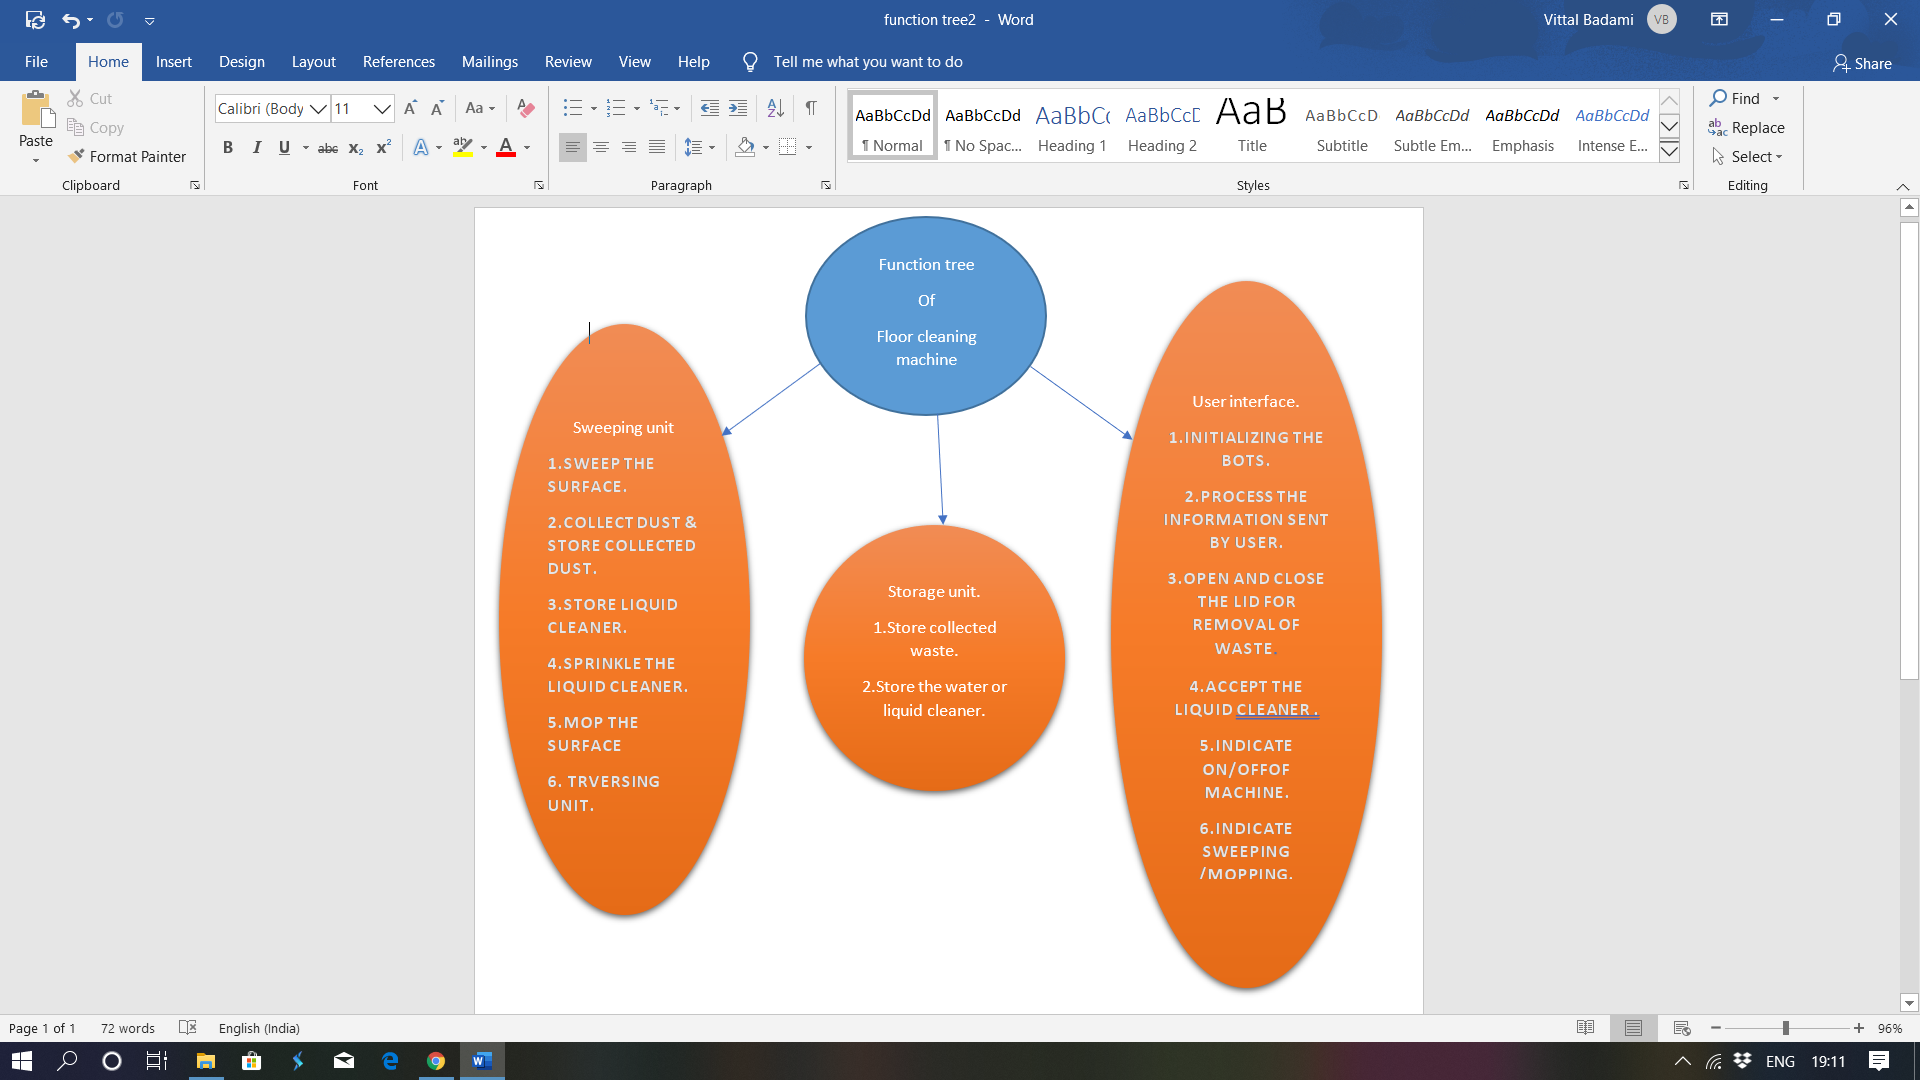 function tree2 - Word
Vittal Badami
VB
File
Home
Insert
Design
Layout
References
Mailings
Review
View
Help
Tell me what you want to do
Share
Paste
Cut
Copy
Format Painter
Clipboard
Calibri (Body
11
Font
Paragraph
AaBbCcDd
¶ Normal
AaBbCcDd
¶ No Spac...
AaBbCc
Heading 1
AaBbCcD
Heading 2
AaB
Title
AaBbCcD
Subtitle
AaBbCcDd
Subtle Em...
AaBbCcDd
Emphasis
AaBbCcDd
Intense E...
Styles
Find
Replace
Select
Editing
Function tree
Of
Floor cleaning
machine
Sweeping unit
1.SWEEP THE
SURFACE.
2.COLLECT DUST &
STORE COLLECTED
DUST.
3.STORE LIQUID
CLEANER.
4.SPRINKLE THE
LIQUID CLEANER.
5.MOP THE
SURFACE
6. TRVERSING
UNIT.
Storage unit.
1.Store collected
waste.
2.Store the water or
liquid cleaner.
User interface.
1.INITIALIZING THE
BOTS.
2.PROCESS THE
INFORMATION SENT
BY USER.
3.OPEN AND CLOSE
THE LID FOR
REMOVAL OF
WASTE.
4.ACCEPT THE
LIQUID CLEANER .
5.INDICATE
ON/OFFOF
MACHINE.
6.INDICATE
SWEEPING
/MOPPING.
Page 1 of 1
72 words
English (India)
96%
ENG
19:11